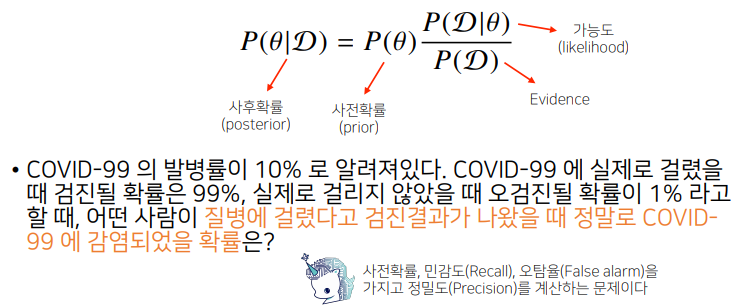 P(θ|𝒟) = P(θ) P(𝒟|θ) / P(𝒟)
가능도
(likelihood)
사후확률
(posterior)
사전확률
(prior)
Evidence
• COVID-99 의 발병률이 10% 로 알려져있다. COVID-99 에 실제로 걸렸을
때 검진될 확률은 99%, 실제로 걸리지 않았을 때 오검진될 확률이 1% 라고
할 때, 어떤 사람이 질병에 걸렸다고 검진결과가 나왔을 때 정말로 COVID-
99 에 감염되었을 확률은?
사전확률, 민감도(Recall), 오탐율(False alarm)을
가지고 정밀도(Precision)를 계산하는 문제이다